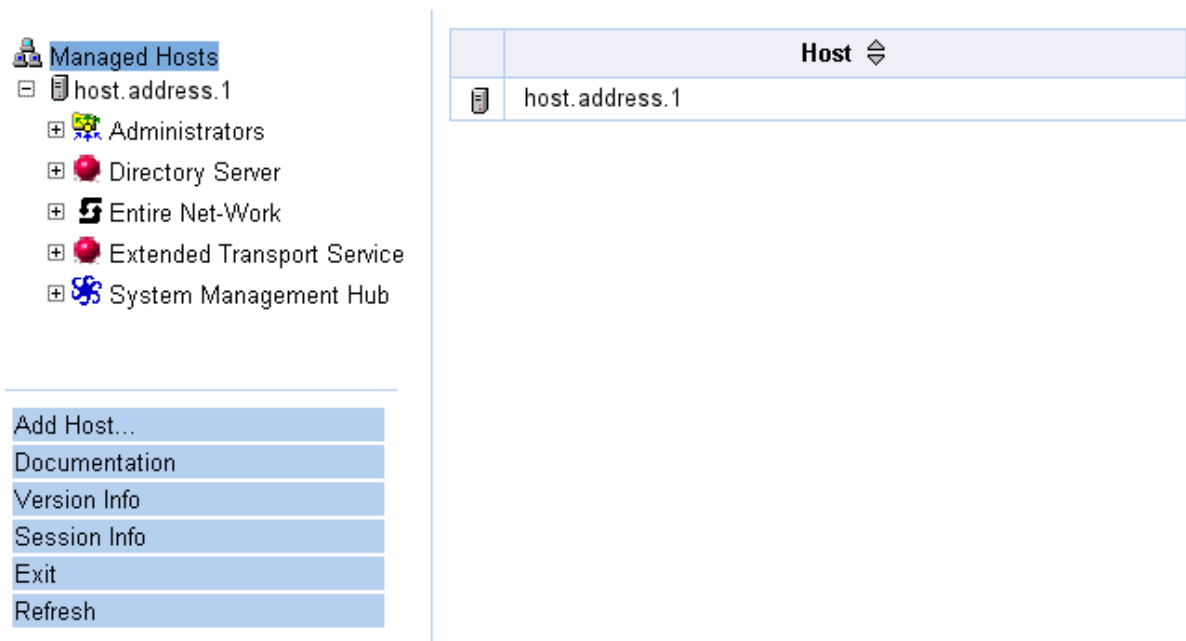 Managed Hosts
host.address.1
Administrators
Directory Server
Entire Net-Work
Extended Transport Service
System Management Hub
Add Host...
Documentation
Version Info
Session Info
Exit
Refresh
Host
host.address.1